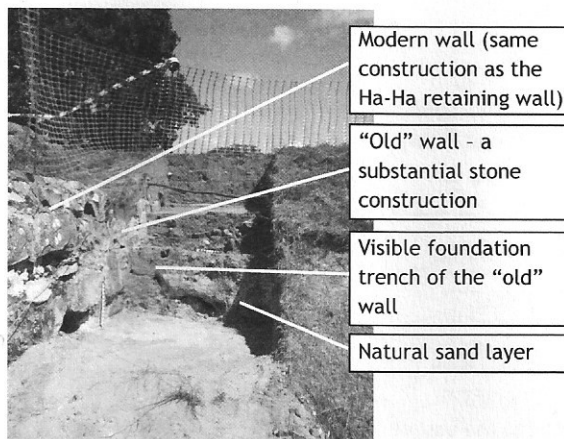 Modern wall (same
construction as the
Ha-Ha retaining wall)
“Old” wall – a
substantial stone
construction
Visible foundation
trench of the “old”
wall
Natural sand layer